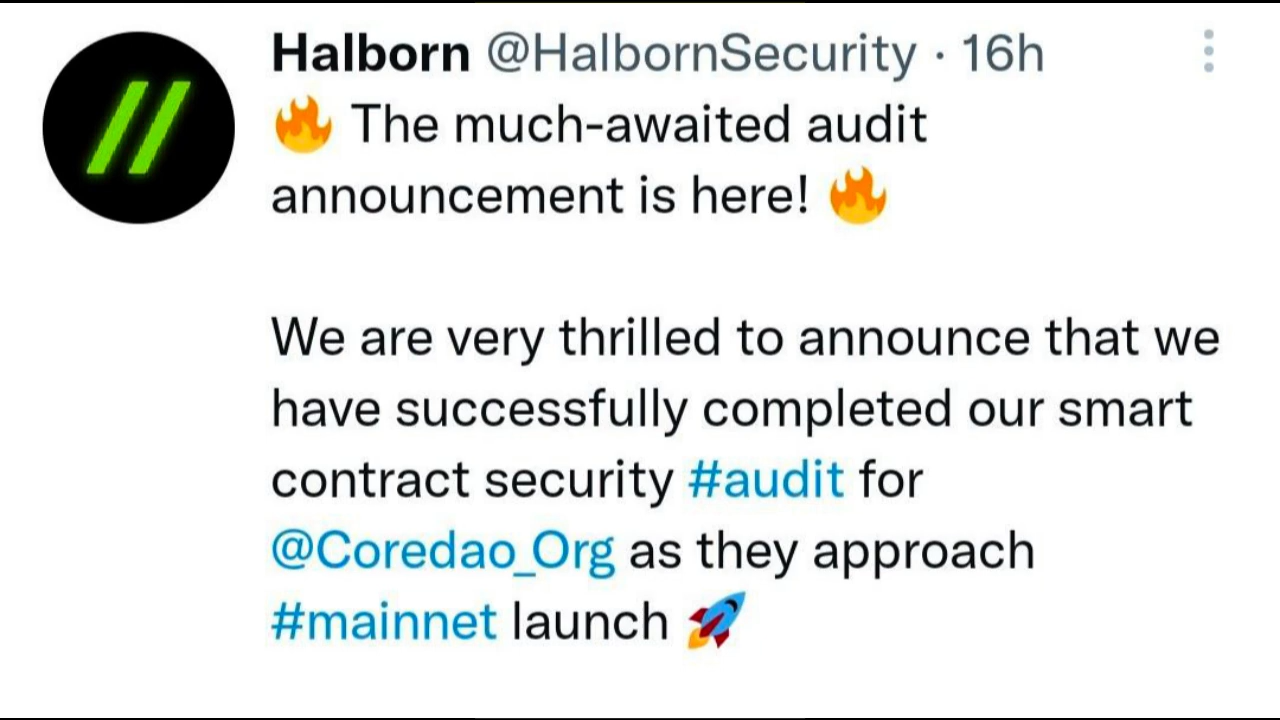 Halborn @HalbornSecurity · 16h
🔥 The much-awaited audit
announcement is here! 🔥
We are very thrilled to announce that we
have successfully completed our smart
contract security #audit for
@Coredao_Org as they approach
#mainnet launch 🚀